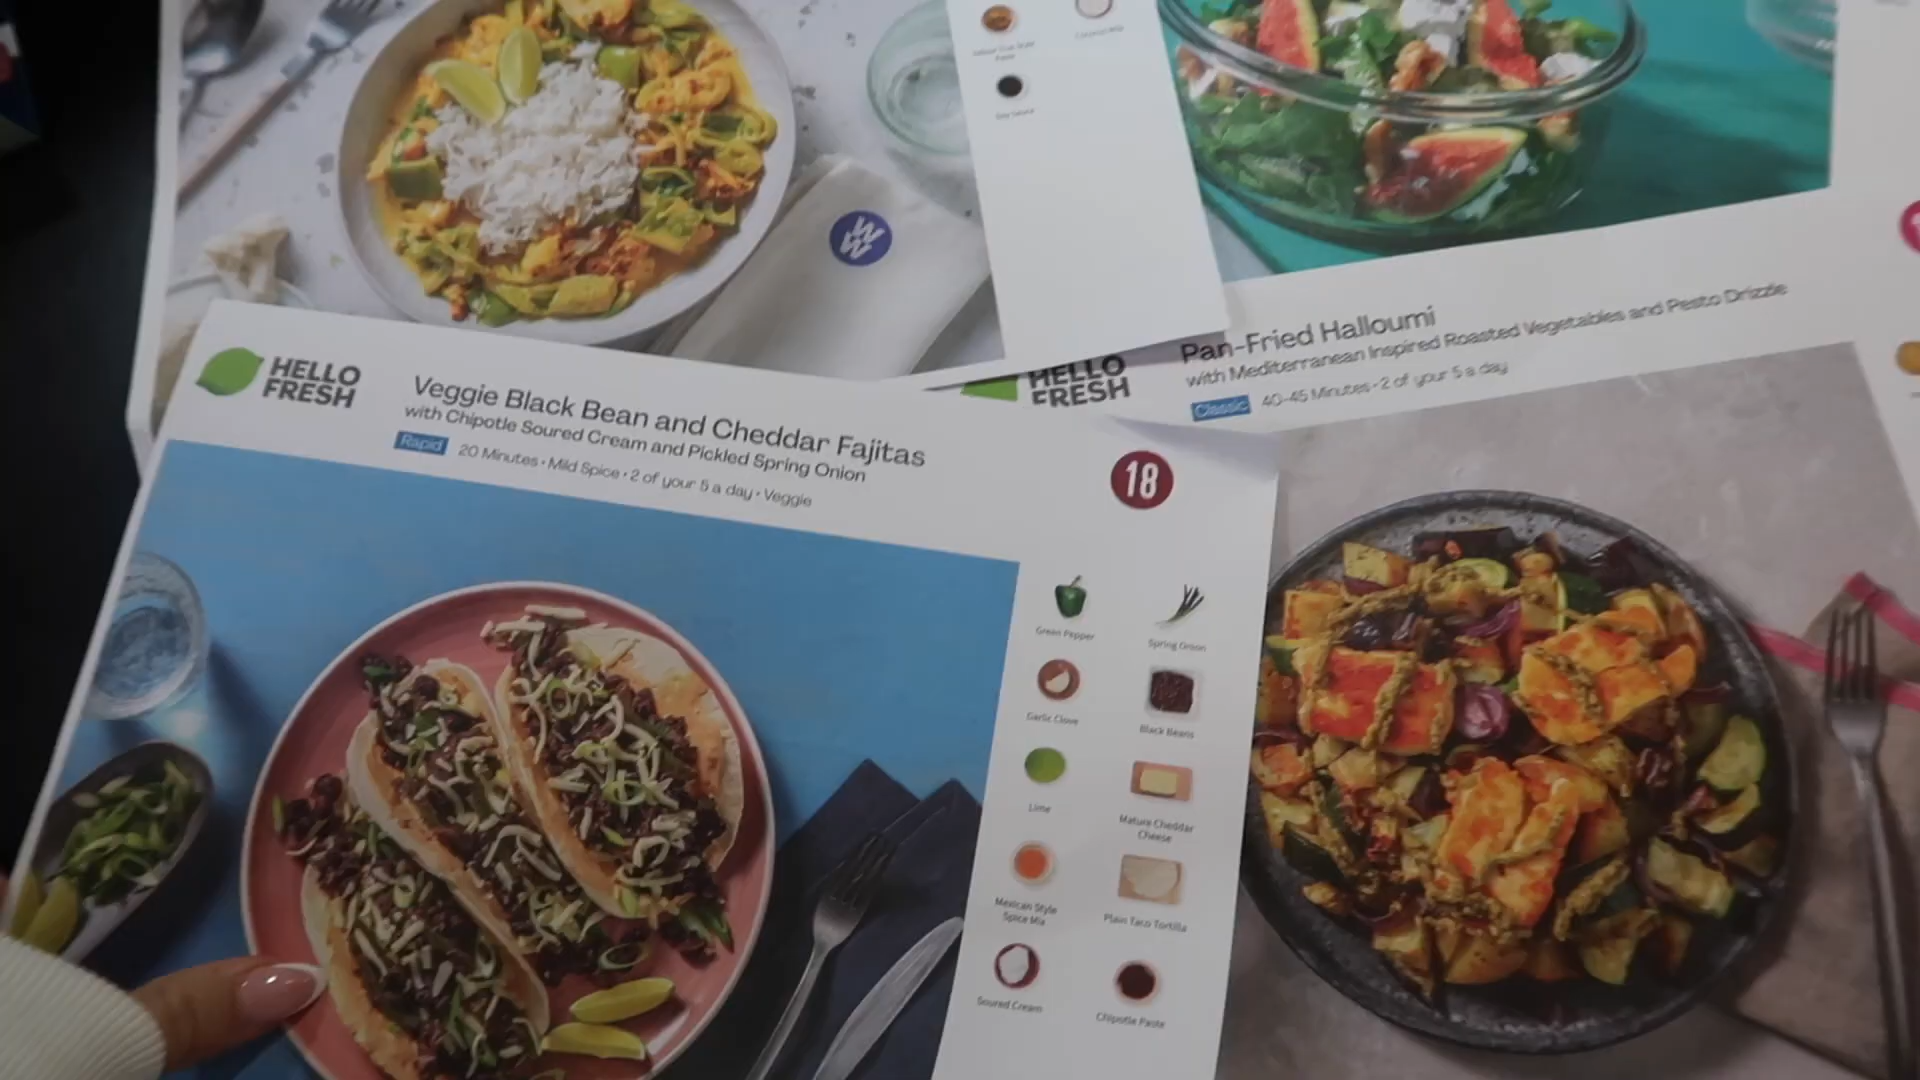 Soy Sauce
WW
Pan-Fried Halloumi
with Mediterranean Inspired Roasted Vegetables and Pesto Drizzle
Classic 40-45 Minutes • 2 of your 5 a day
HELLO
FRESH
HELLO
FRESH
Veggie Black Bean and Cheddar Fajitas
with Chipotle Soured Cream and Pickled Spring Onion
Rapid 20 Minutes • Mild Spice • 2 of your 5 a day • Veggie
18
Green Pepper
Spring Onion
Garlic Clove
Black Beans
Lime
Mature Cheddar
Cheese
Mexican Style
Spice Mix
Plain Taco Tortilla
Soured Cream
Chipotle Paste